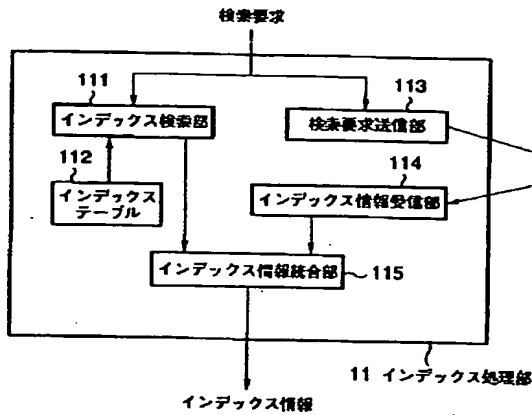 検索要求
111
インデックス検索部
113
検索要求送信部
112
インデックス
テーブル
114
インデックス情報受信部
インデックス情報統合部
115
11 インデックス処理部
インデックス情報